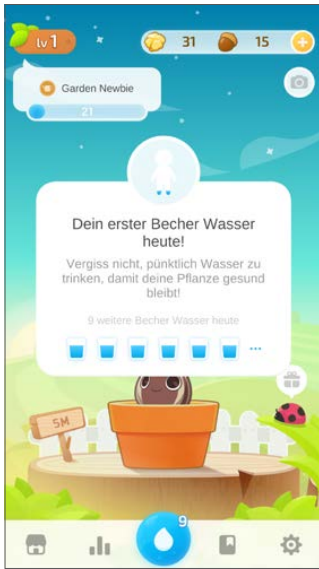 lv1
31
15
Garden Newbie
21
Dein erster Becher Wasser
heute!
Vergiss nicht, pünktlich Wasser zu
trinken, damit deine Pflanze gesund
bleibt!
9 weitere Becher Wasser heute
5M
9